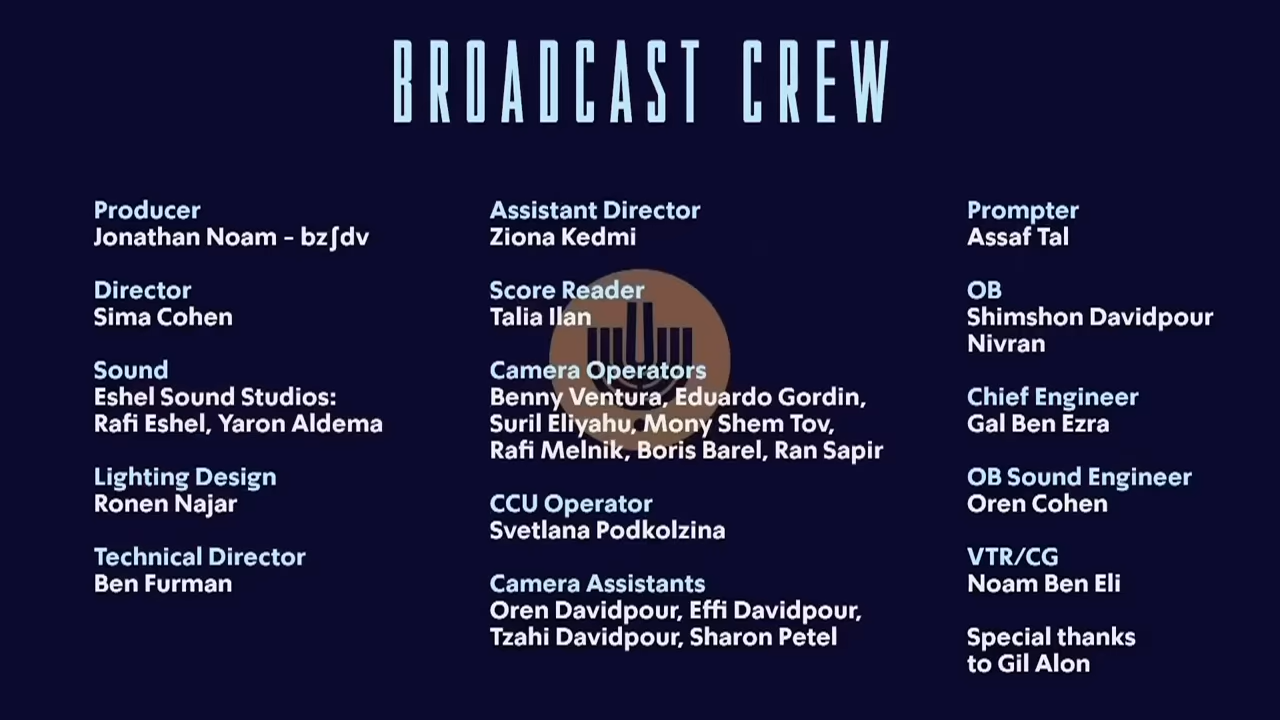 BROADCAST CREW
Producer
Jonathan Noam – bz∫dv
Director
Sima Cohen
Sound
Eshel Sound Studios:
Rafi Eshel, Yaron Aldema
Lighting Design
Ronen Najar
Technical Director
Ben Furman
Assistant Director
Ziona Kedmi
Score Reader
Talia Ilan
Camera Operators
Benny Ventura, Eduardo Gordin,
Suril Eliyahu, Mony Shem Tov,
Rafi Melnik, Boris Barel, Ran Sapir
CCU Operator
Svetlana Podkolzina
Camera Assistants
Oren Davidpour, Effi Davidpour,
Tzahi Davidpour, Sharon Petel
Prompter
Assaf Tal
OB
Shimshon Davidpour
Nivran
Chief Engineer
Gal Ben Ezra
OB Sound Engineer
Oren Cohen
VTR/CG
Noam Ben Eli
Special thanks
to Gil Alon